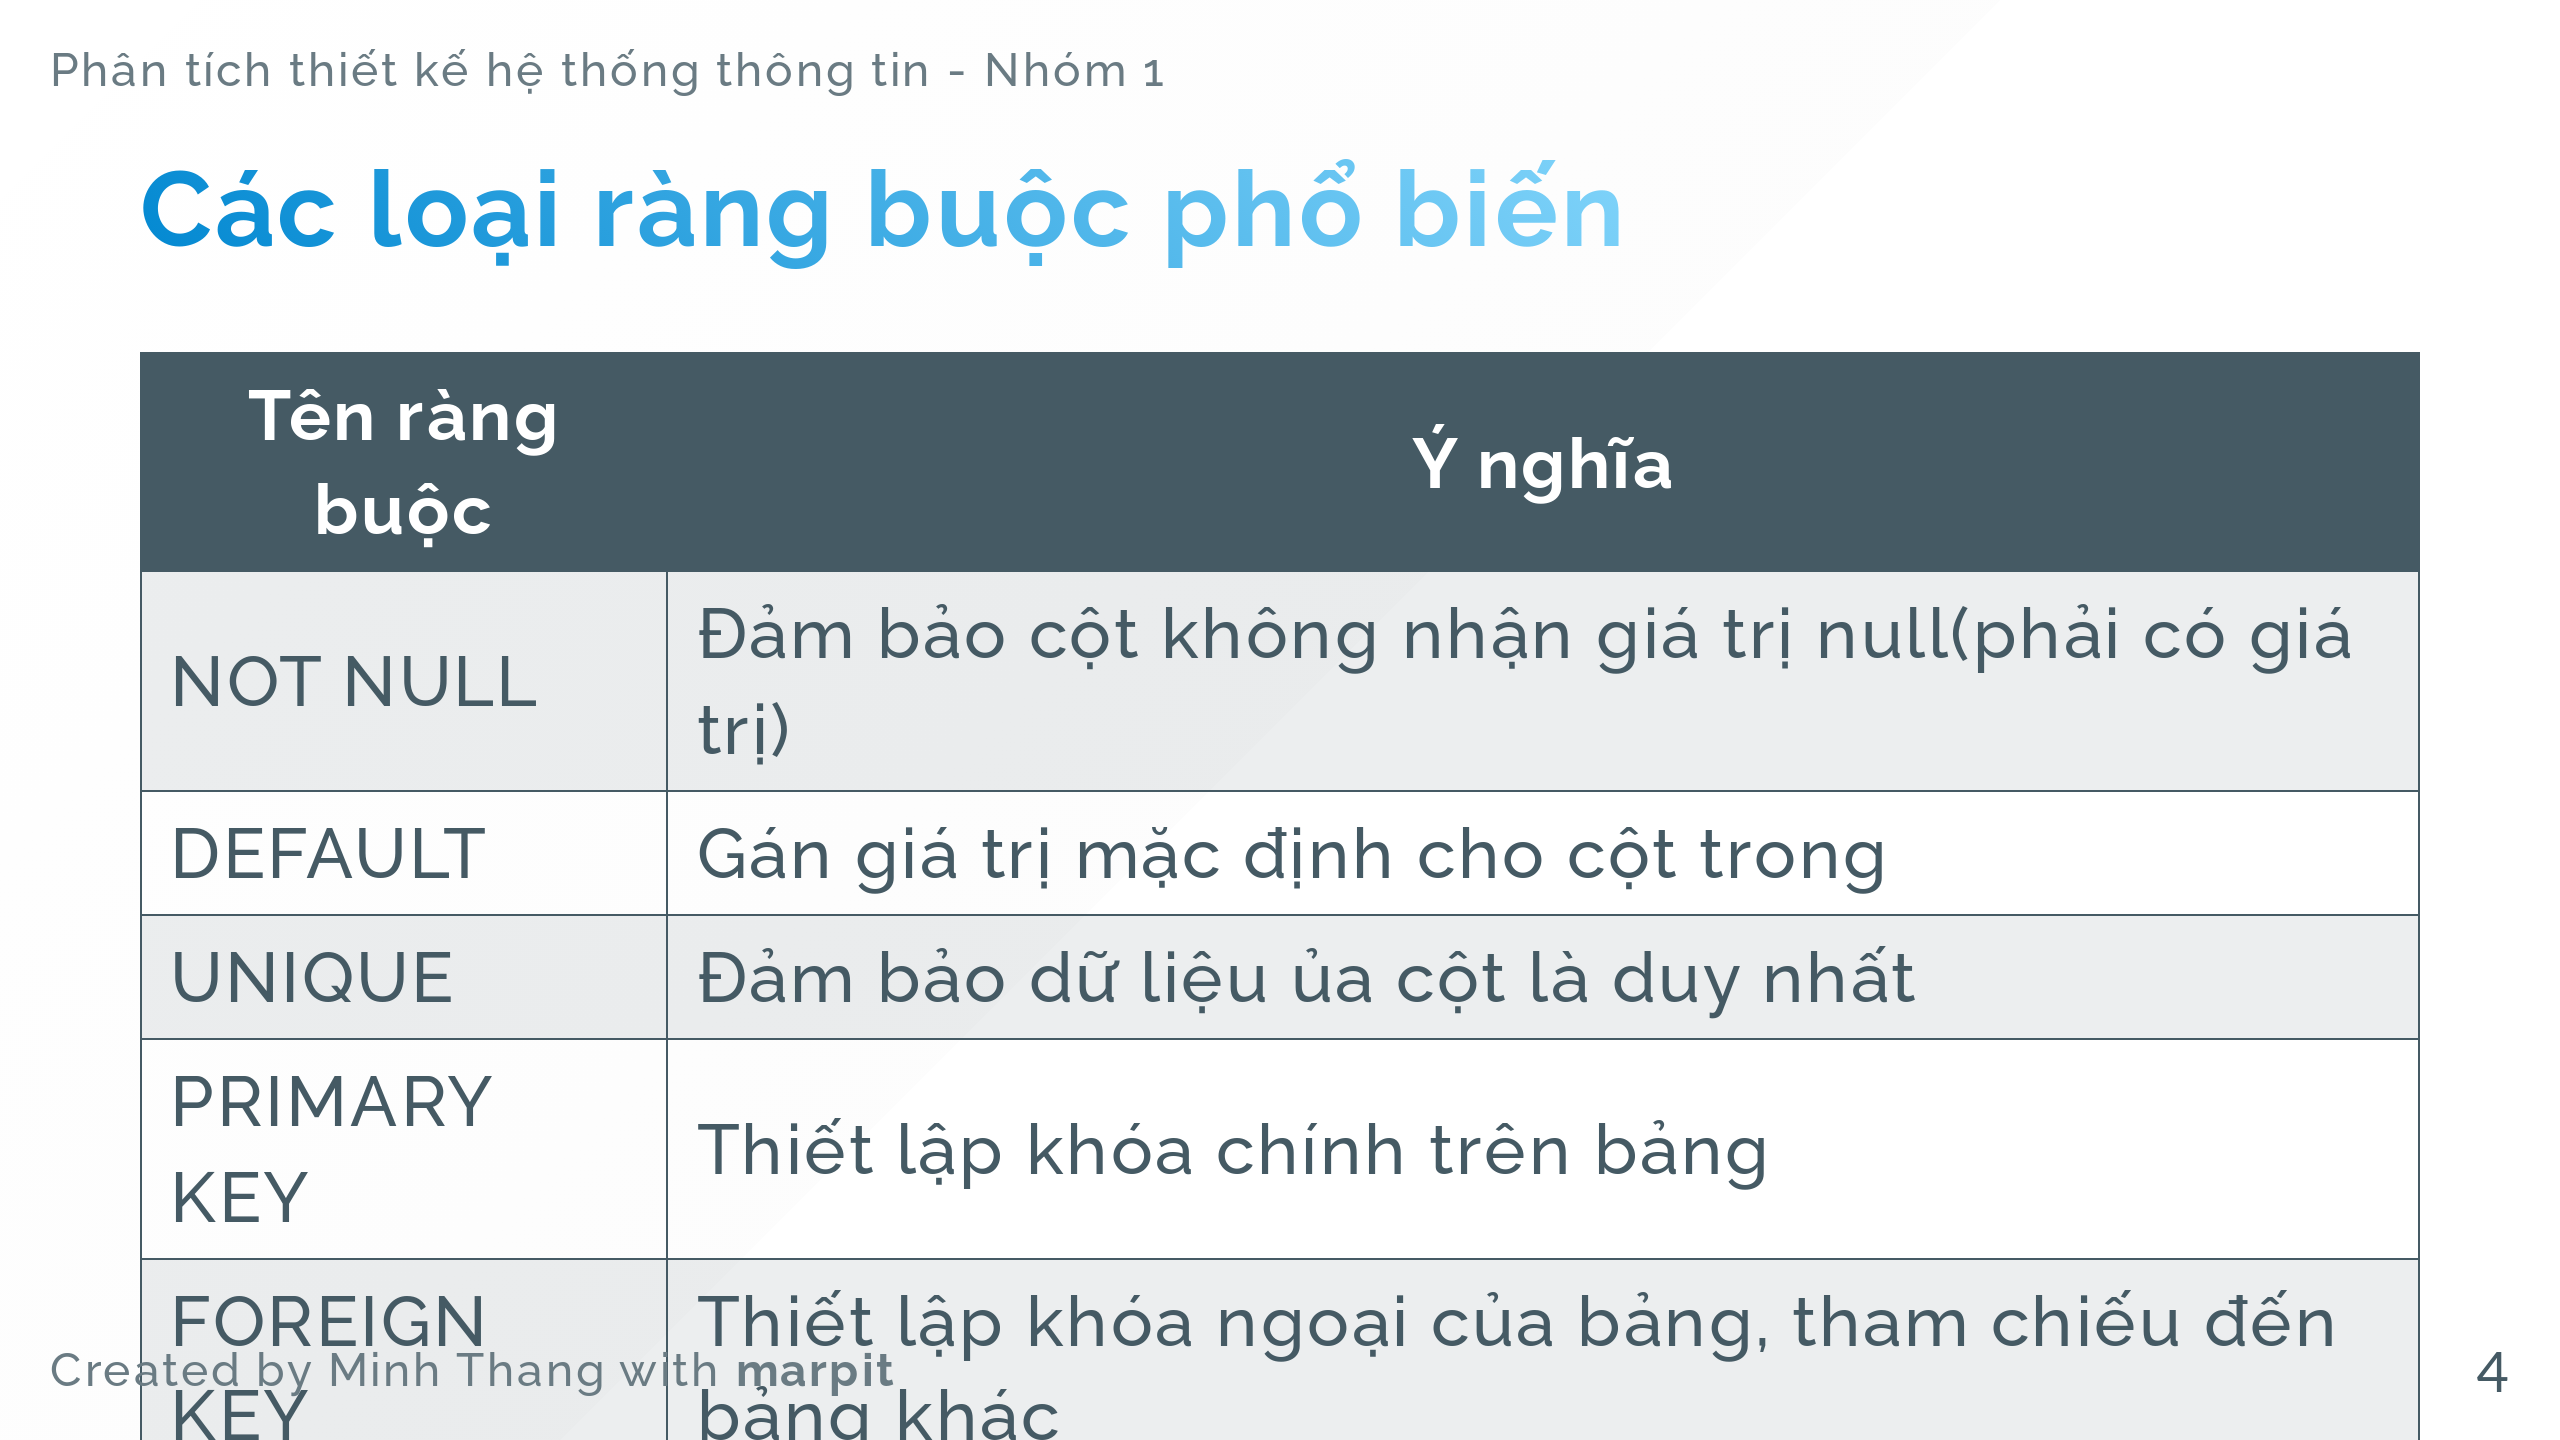 Phân tích thiết kế hệ thống thông tin - Nhóm 1
Các loại ràng buộc phổ biến
Tên ràng
buộc
Ý nghĩa
NOT NULL
Đảm bảo cột không nhận giá trị null(phải có giá
trị)
DEFAULT
Gán giá trị mặc định cho cột trong
UNIQUE
Đảm bảo dữ liệu ủa cột là duy nhất
PRIMARY
KEY
Thiết lập khóa chính trên bảng
FOREIGN
KEY
Thiết lập khóa ngoại của bảng, tham chiếu đến
bảng khác
Created by Minh Thang with marpit
4